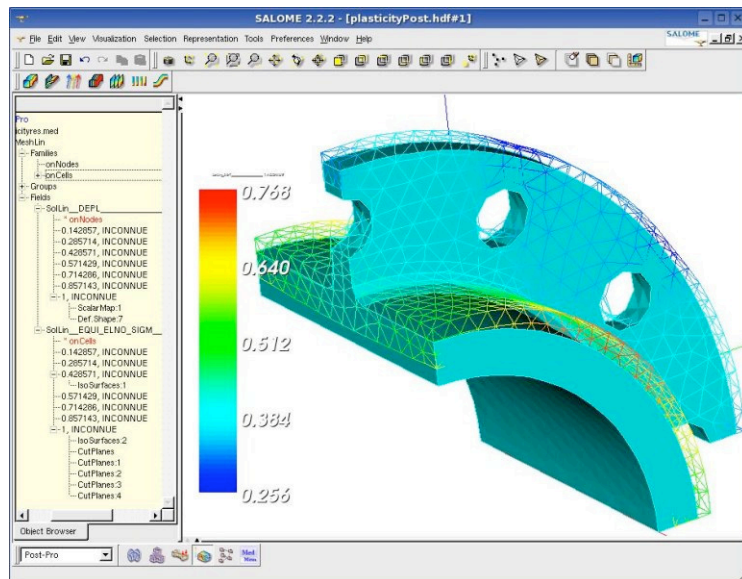 SALOME 2.2.2 - [plasticityPost.hdf#1]
File Edit View Visualization Selection Representation Tools Preferences Window Help
SALOME
Pro
icityres.med
MeshLin
Families
onNodes
onCells
Groups
Fields
SolLin__DEPL
* onNodes
0.142857, INCONNUE
0.285714, INCONNUE
0.428571, INCONNUE
0.571429, INCONNUE
0.714286, INCONNUE
0.857143, INCONNUE
1, INCONNUE
ScalarMap:1
Def.Shape:7
SolLin__EQUI_ELNO_SIGM
* onCells
0.142857, INCONNUE
0.285714, INCONNUE
0.428571, INCONNUE
IsoSurfaces:1
0.571429, INCONNUE
0.714286, INCONNUE
0.857143, INCONNUE
1, INCONNUE
IsoSurfaces:2
CutPlanes
CutPlanes:1
CutPlanes:2
CutPlanes:3
CutPlanes:4
Object Browser
0.768
0.640
0.512
0.384
0.256
Post-Pro
Med